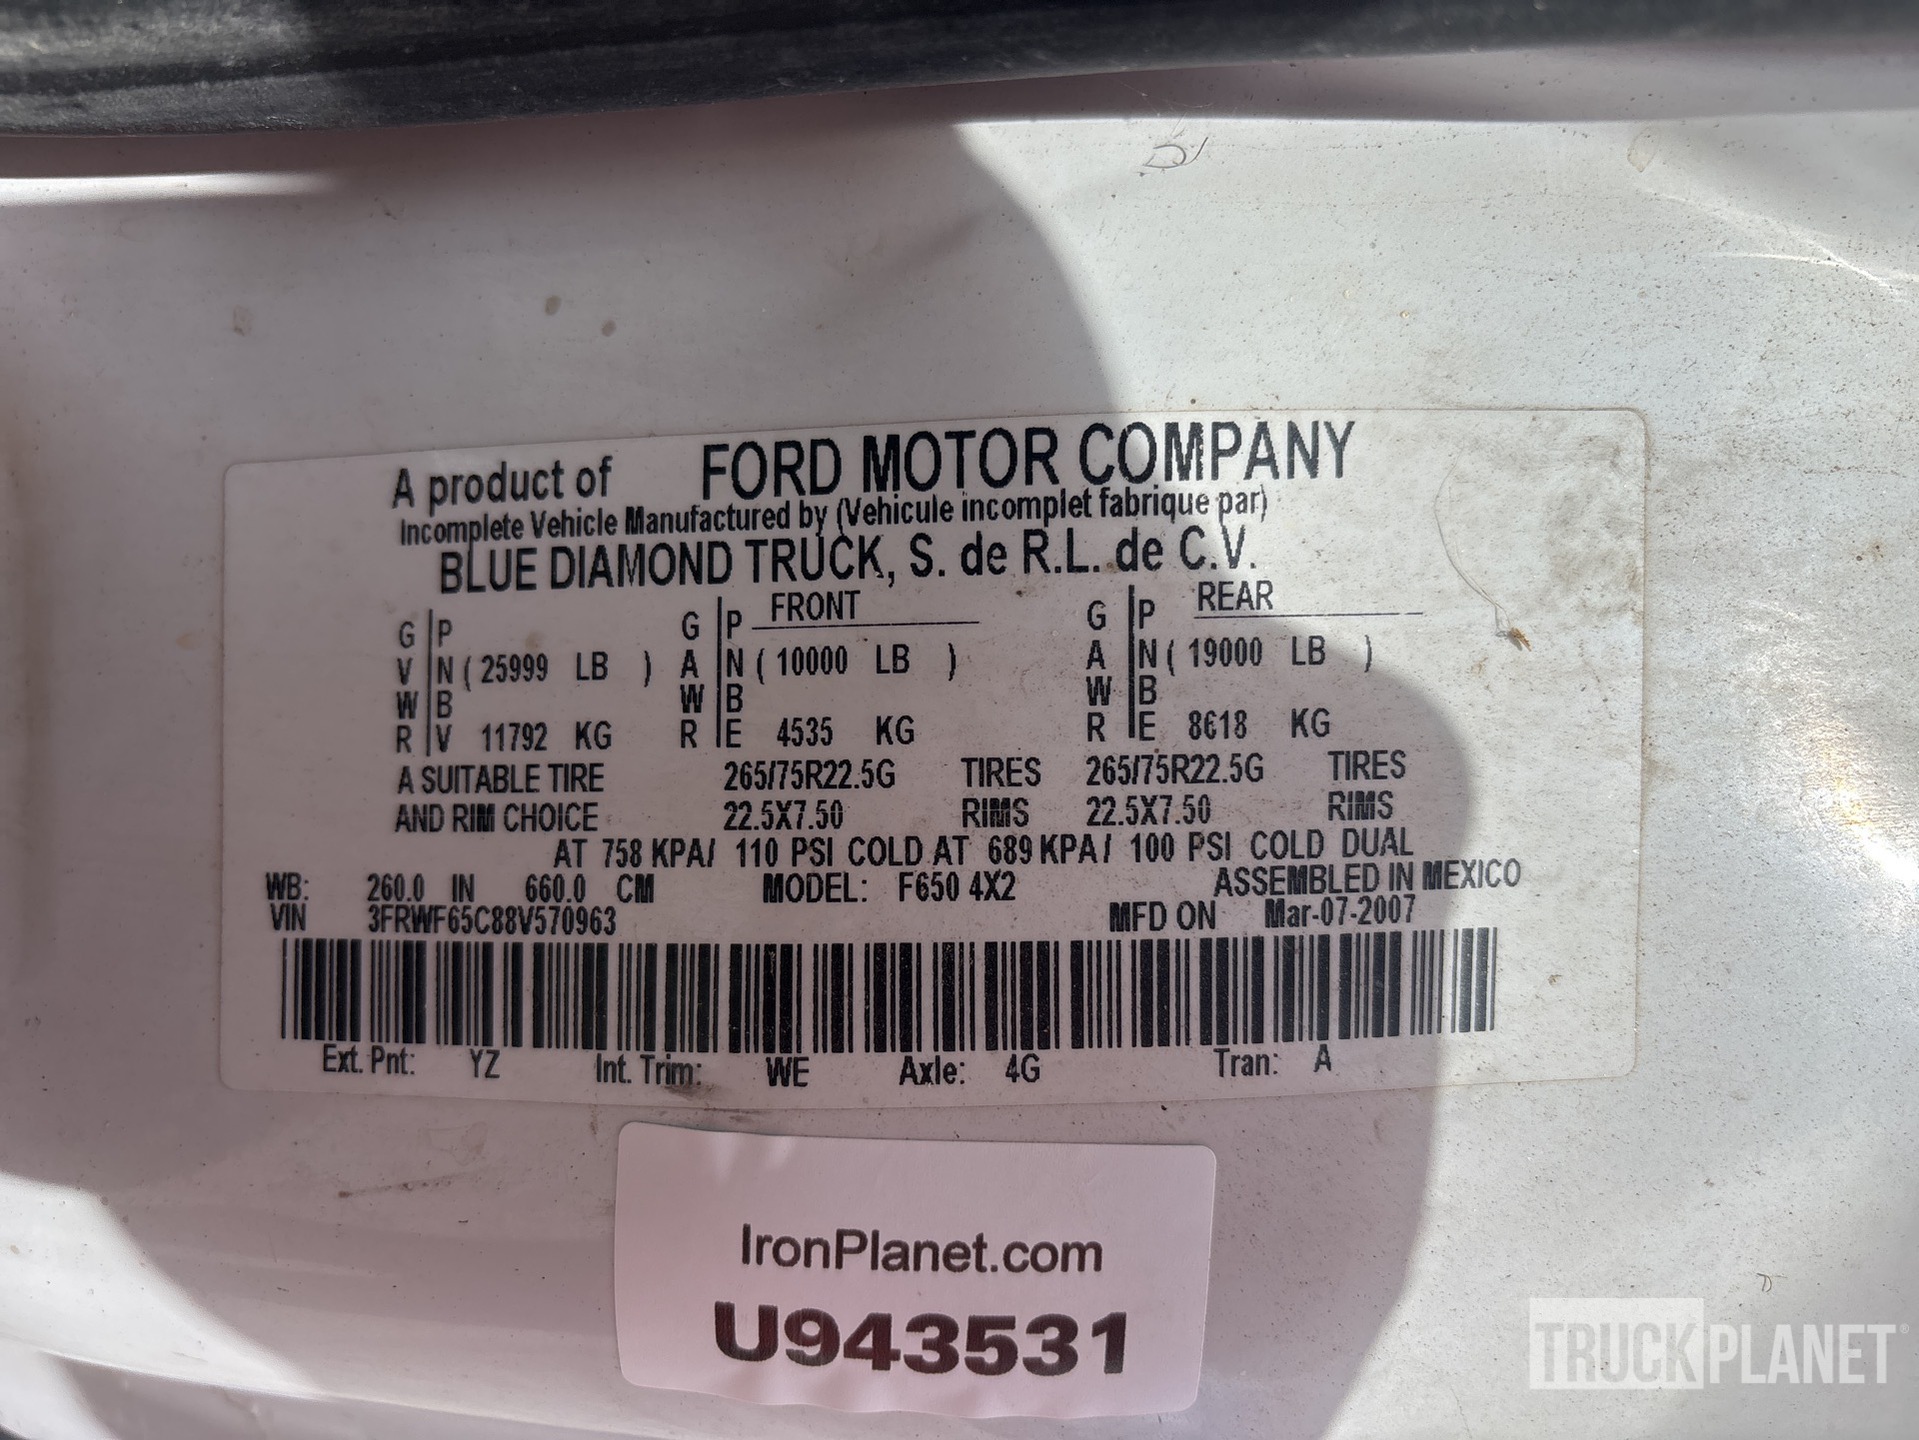 A product of FORD MOTOR COMPANY
Incomplete Vehicle Manufactured by (Vehicule incomplet fabrique par)
BLUE DIAMOND TRUCK, S. de R.L. de C.V.
G P G P FRONT G P REAR
V N ( 25999 LB ) A N ( 10000 LB ) A N ( 19000 LB )
W B W B W B
R V 11792 KG R E 4535 KG R E 8618 KG
A SUITABLE TIRE 265/75R22.5G TIRES 265/75R22.5G TIRES
AND RIM CHOICE 22.5X7.50 RIMS 22.5X7.50 RIMS
AT 758 KPA/ 110 PSI COLD AT 689 KPA/ 100 PSI COLD DUAL
WB: 260.0 IN 660.0 CM MODEL: F650 4X2 ASSEMBLED IN MEXICO
VIN 3FRWF65C88V570963 MFD ON Mar-07-2007
Ext. Pnt: YZ Int. Trim: WE Axle: 4G Tran: A
IronPlanet.com
U943531
TRUCKPLANET®